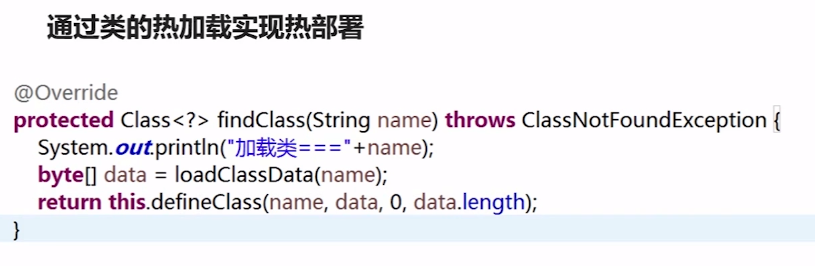 通过类的热加载实现热部署
@Override
protected Class<?> findClass(String name) throws ClassNotFoundException {
System.out.println("加载类==="+name);
byte[] data = loadClassData(name);
return this.defineClass(name, data, 0, data.length);
}